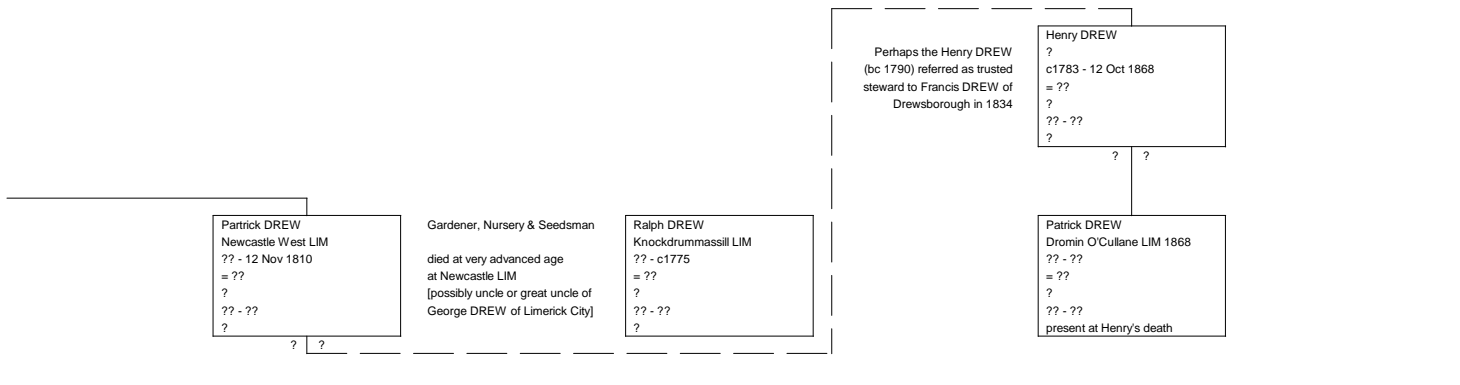 Henry DREW
?
c1783 - 12 Oct 1868
= ??
?
?? - ??
?
Perhaps the Henry DREW
(bc 1790) referred as trusted
steward to Francis DREW of
Drewsborough in 1834
? ?
Partrick DREW
Newcastle West LIM
?? - 12 Nov 1810
= ??
?
?? - ??
?
? ?
Gardener, Nursery & Seedsman
died at very advanced age
at Newcastle LIM
[possibly uncle or great uncle of
George DREW of Limerick City]
Ralph DREW
Knockdrummassill LIM
?? - c1775
= ??
?
?? - ??
?
Patrick DREW
Dromin O'Cullane LIM 1868
?? - ??
= ??
?
?? - ??
present at Henry's death